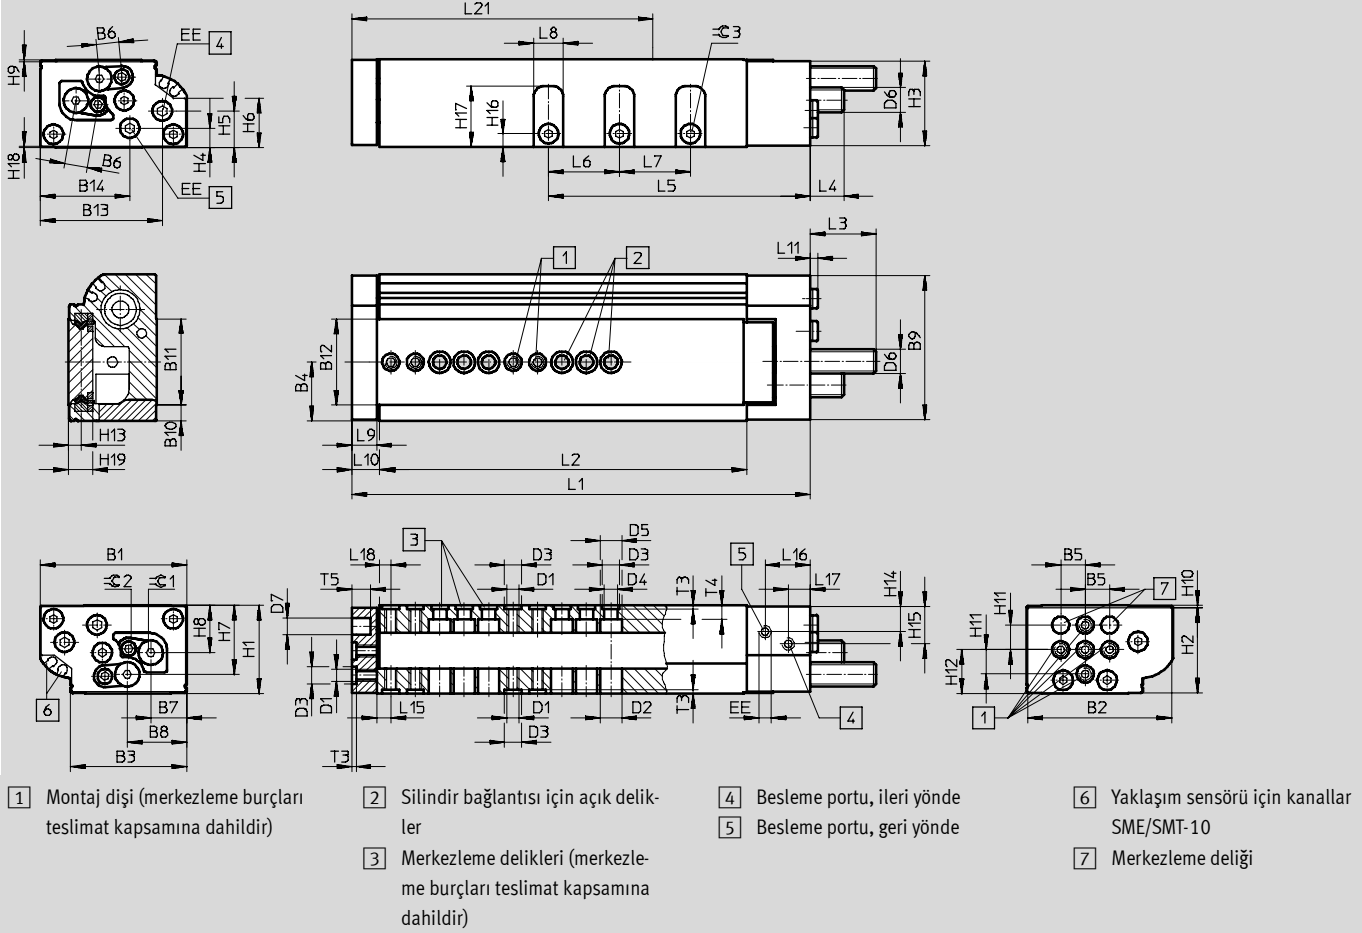 L21
B6
EE 4
H9
H18
B6
EE 5
B14
B13
H4
H5
H6
L8
3
H17
H16
D6
H3
L6
L7
L5
L4
L3
L11
1
2
B11
B10
H13
H19
B12
B4
D6
B9
L9
L10
L2
L1
B1
2
1
H8
H7
H1
6
B7
B8
B3
L18
3
D5
D3
D3
T5
D1
D4
T3
T4
D7
5
L16
L17
H14
H15
D3
D1
L15
D1
D2
D3
T3
T3
EE
4
B5
B5
7
H10
H11
H11
H12
H2
1
B2
1 Montaj dişi (merkezleme burçları
teslimat kapsamına dahildir)
2 Silindir bağlantısı için açık delik-
ler
3 Merkezleme delikleri (merkezle-
me burçları teslimat kapsamına
dahildir)
4 Besleme portu, ileri yönde
5 Besleme portu, geri yönde
6 Yaklaşım sensörü için kanallar
SME/SMT-10
7 Merkezleme deliği